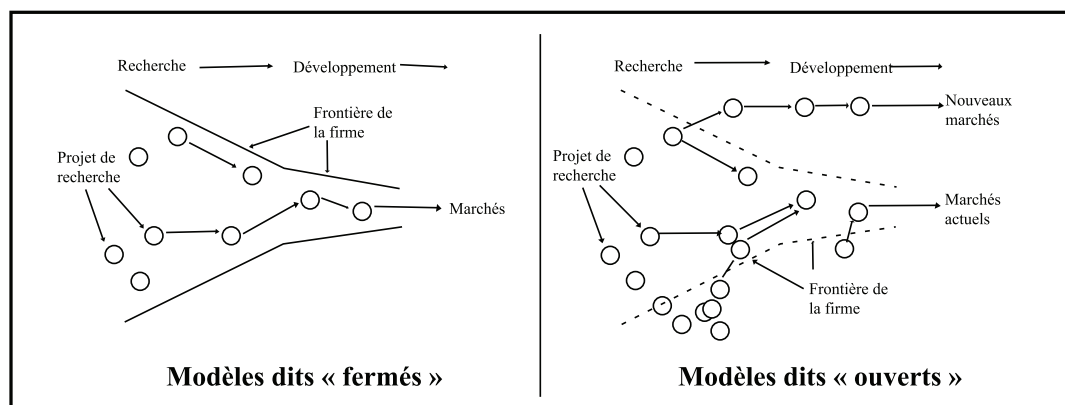 Recherche
Développement
Frontière de
la firme
Projet de
recherche
Marchés
Modèles dits « fermés »
Recherche
Développement
Nouveaux
marchés
Projet de
recherche
Marchés
actuels
Frontière de
la firme
Modèles dits « ouverts »